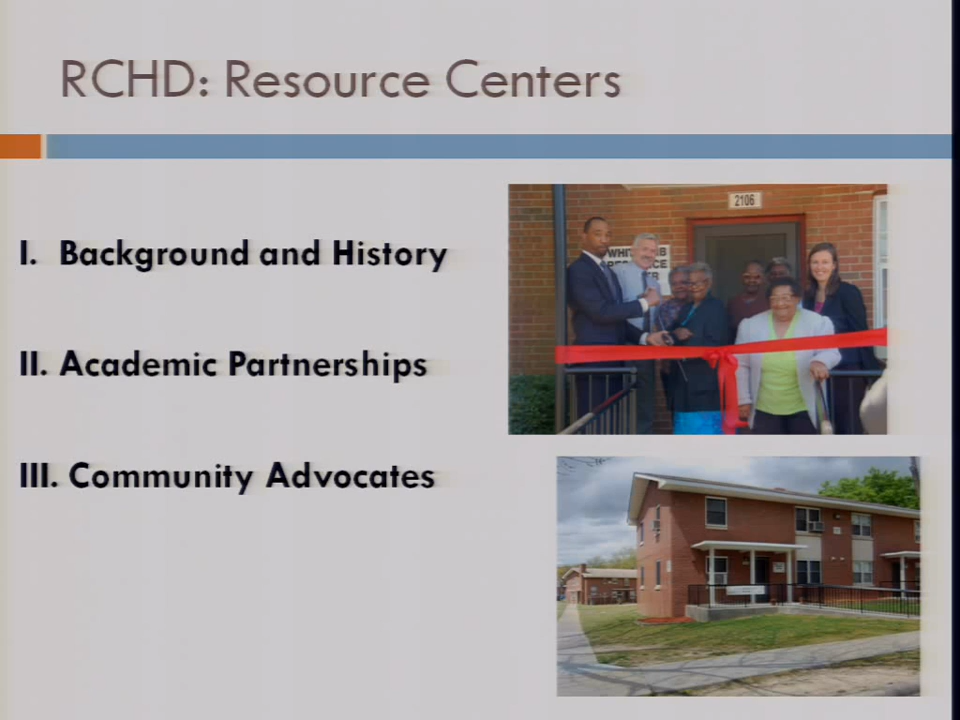 RCHD: Resource Centers
I. Background and History
II. Academic Partnerships
III. Community Advocates
2106